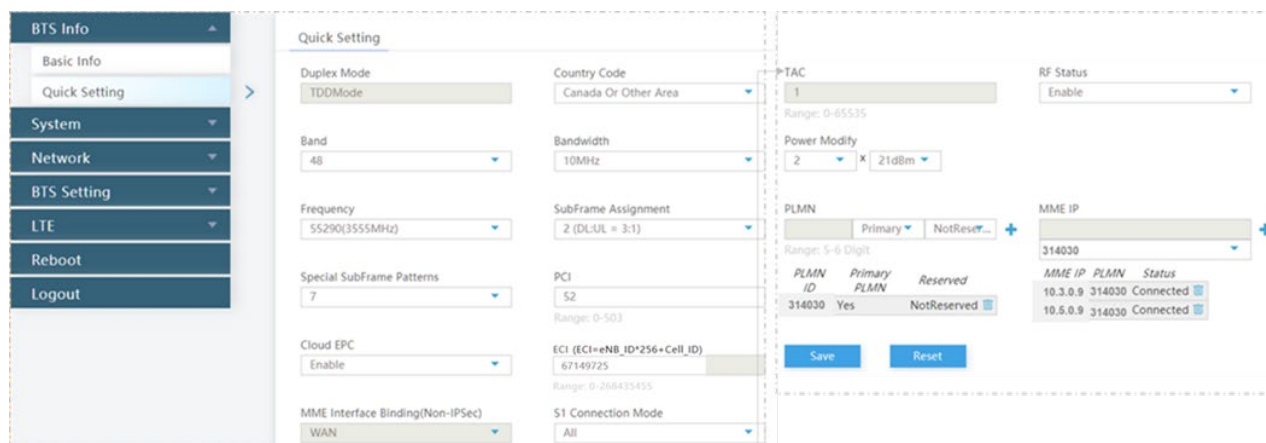 BTS Info
Basic Info
Quick Setting
System
Network
BTS Setting
LTE
Reboot
Logout
Quick Setting
Duplex Mode
TDDMode
Country Code
Canada Or Other Area
Band
48
Bandwidth
10MHz
Frequency
55290(3555MHz)
SubFrame Assignment
2 (DL:UL = 3:1)
Special SubFrame Patterns
7
PCI
52
Range: 0-503
Cloud EPC
Enable
ECI (ECI=eNB_ID*256+Cell_ID)
67149725
Range: 0-268435455
MME Interface Binding(Non-IPSec)
WAN
S1 Connection Mode
All
TAC
1
Range: 0-65535
RF Status
Enable
Power Modify
2 x 21dBm
PLMN
Primary NotReser...
Range: 5-6 Digit
PLMN ID Primary PLMN Reserved
314030 Yes NotReserved
MME IP
314030
MME IP PLMN Status
10.3.0.9 314030 Connected
10.5.0.9 314030 Connected
Save Reset